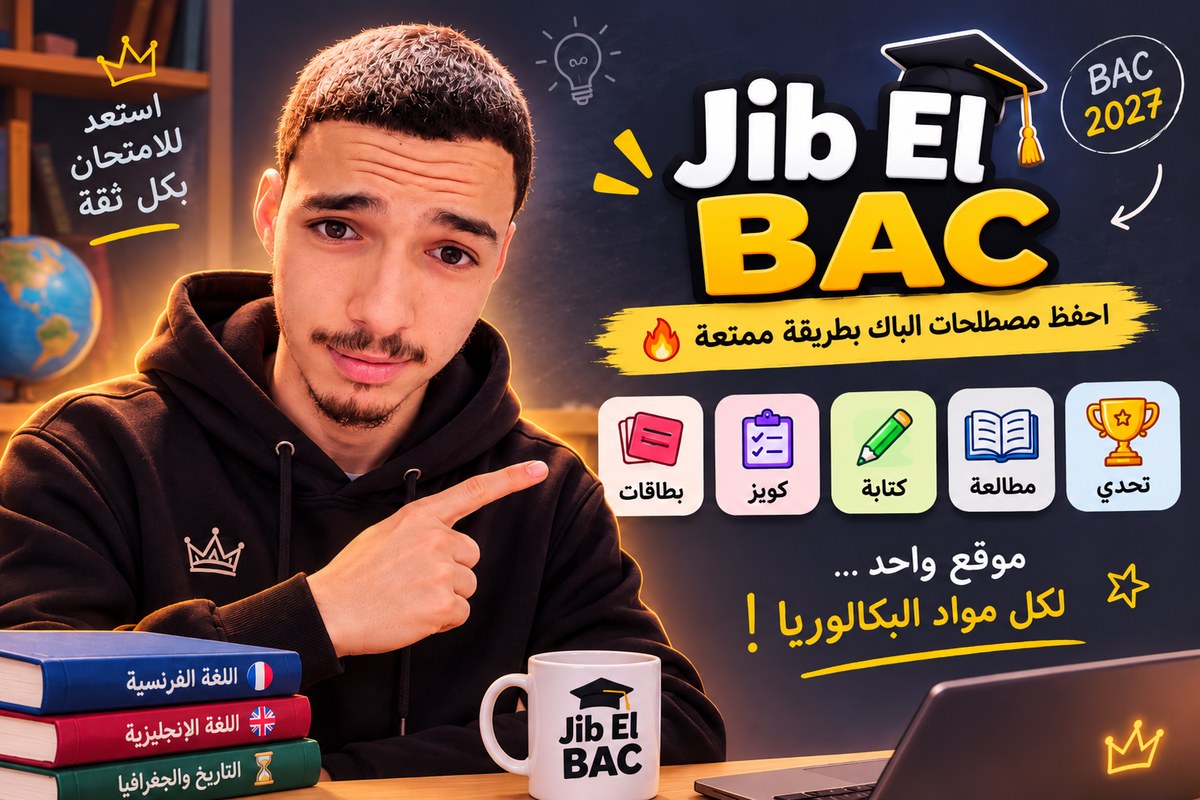 استعد
للامتحان
بكل ثقة
Jib El
BAC
BAC
2027
احفظ مصطلحات الباك بطريقة ممتعة
بطاقات
كويز
كتابة
مطالعة
تحدي
موقع واحد ...
لكل مواد البكالوريا !
اللغة الفرنسية
اللغة الإنجليزية
التاريخ والجغرافيا
Jib El
BAC